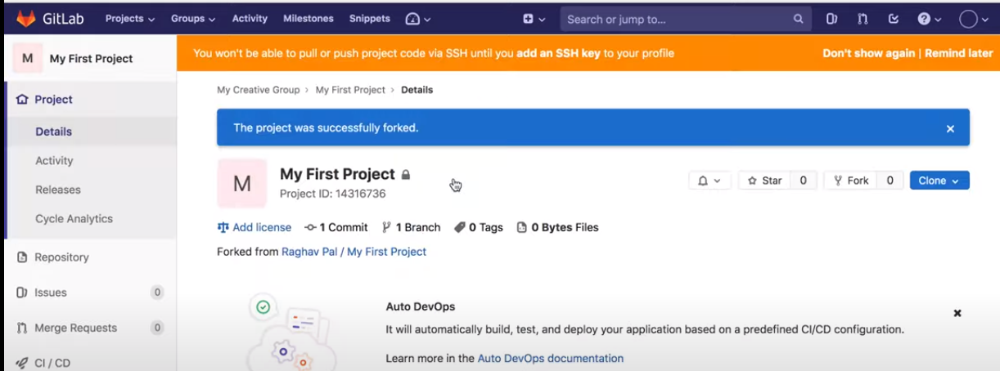 GitLab Projects Groups Activity Milestones Snippets Search or jump to...
M My First Project
You won't be able to pull or push project code via SSH until you add an SSH key to your profile Don't show again | Remind later
Project
Details
Activity
Releases
Cycle Analytics
Repository
Issues 0
Merge Requests 0
CI / CD
My Creative Group > My First Project > Details
The project was successfully forked. ×
M
My First Project
Project ID: 14316736
Star 0 Fork 0 Clone
Add license 1 Commit 1 Branch 0 Tags 0 Bytes Files
Forked from Raghav Pal / My First Project
Auto DevOps
It will automatically build, test, and deploy your application based on a predefined CI/CD configuration.
Learn more in the Auto DevOps documentation